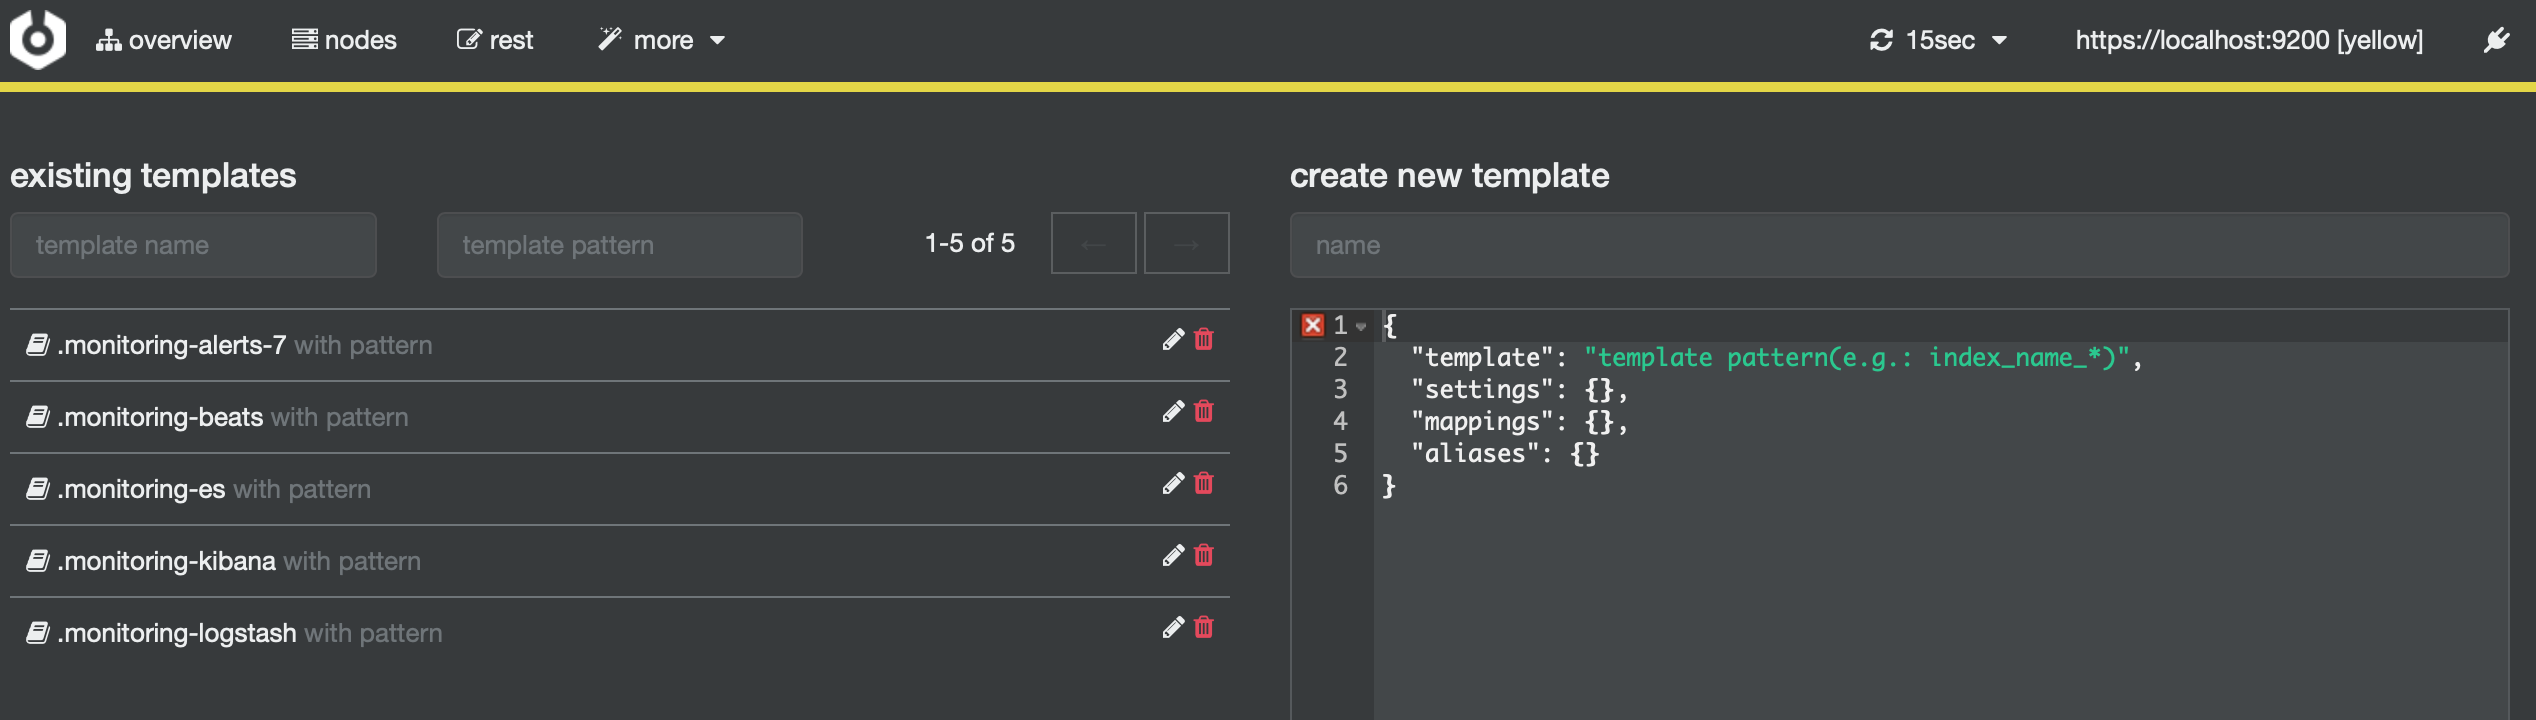 overview nodes rest more 15sec https://localhost:9200 [yellow]
existing templates
template name template pattern 1-5 of 5 ← →
.monitoring-alerts-7 with pattern
.monitoring-beats with pattern
.monitoring-es with pattern
.monitoring-kibana with pattern
.monitoring-logstash with pattern
create new template
name
1 {
2 "template": "template pattern(e.g.: index_name_*)",
3 "settings": {},
4 "mappings": {},
5 "aliases": {}
6 }